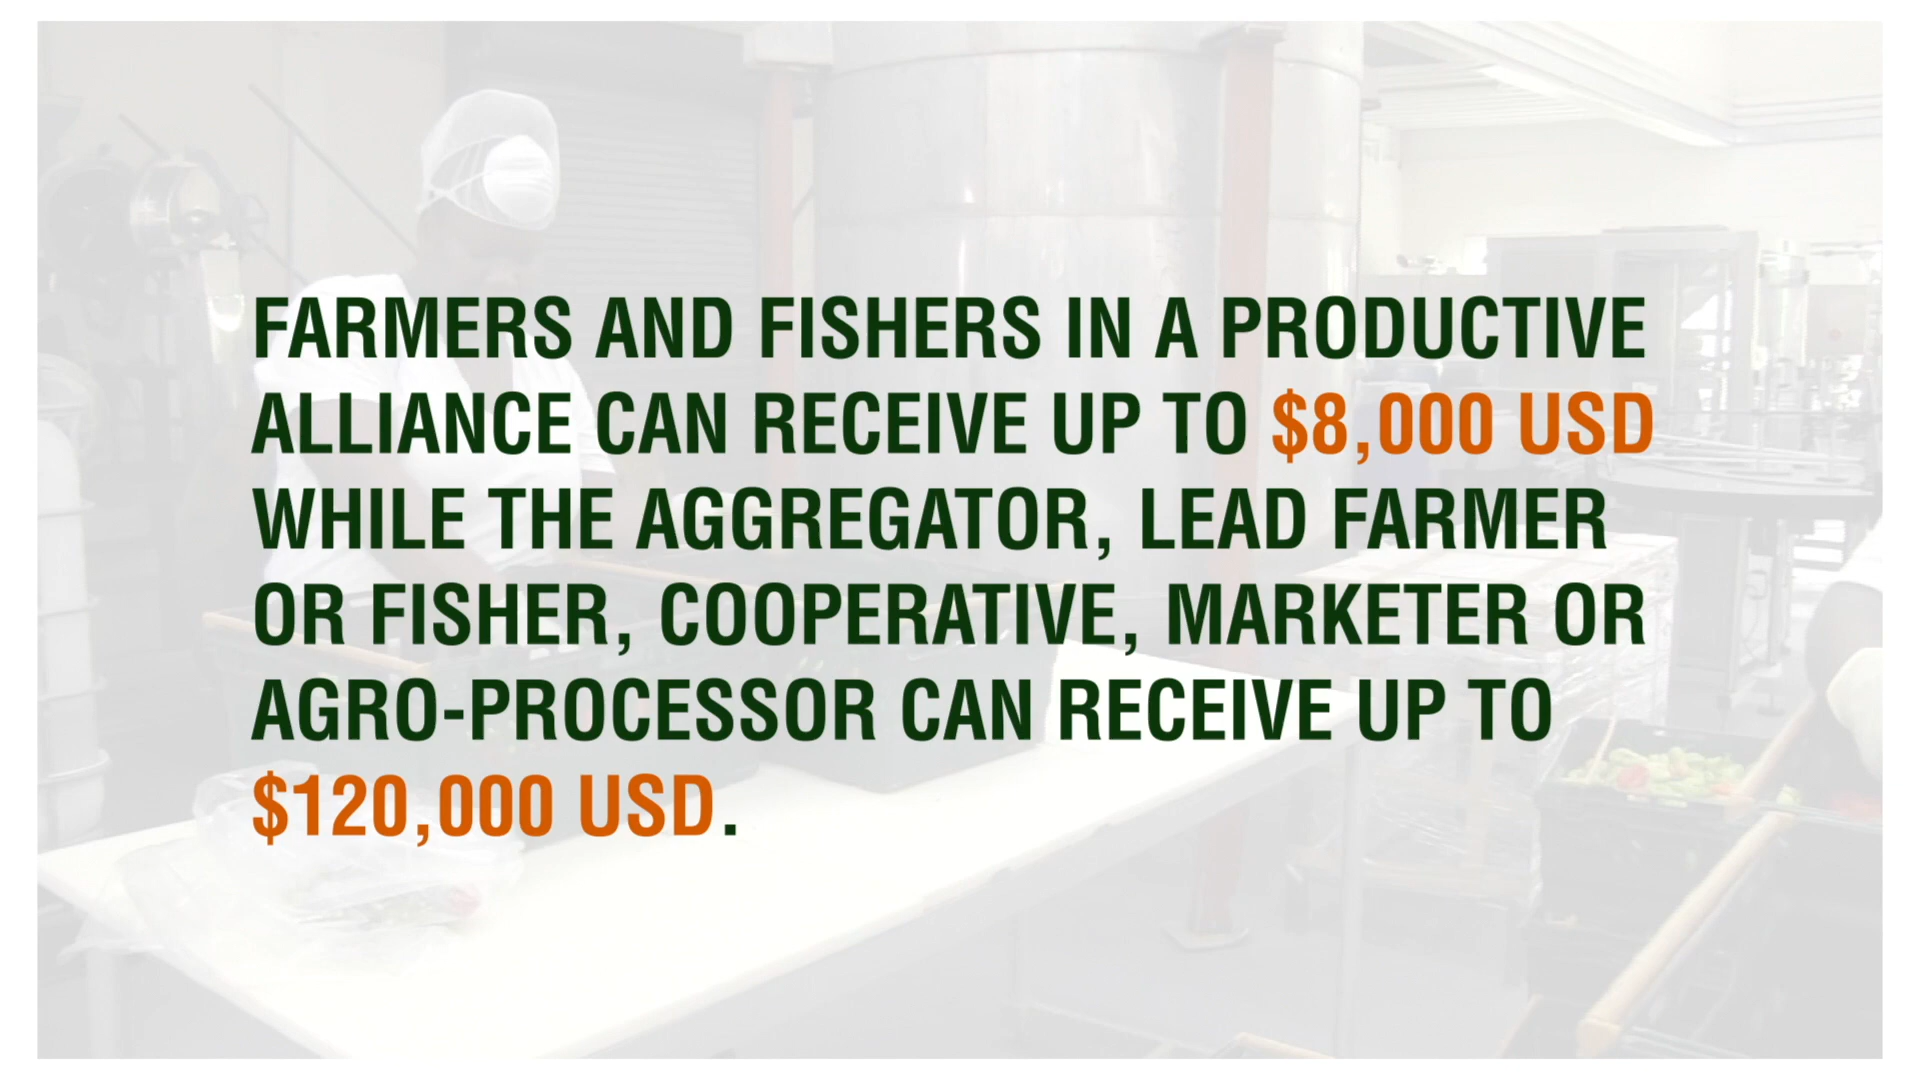 FARMERS AND FISHERS IN A PRODUCTIVE
ALLIANCE CAN RECEIVE UP TO $8,000 USD
WHILE THE AGGREGATOR, LEAD FARMER
OR FISHER, COOPERATIVE, MARKETER OR
AGRO-PROCESSOR CAN RECEIVE UP TO
$120,000 USD.